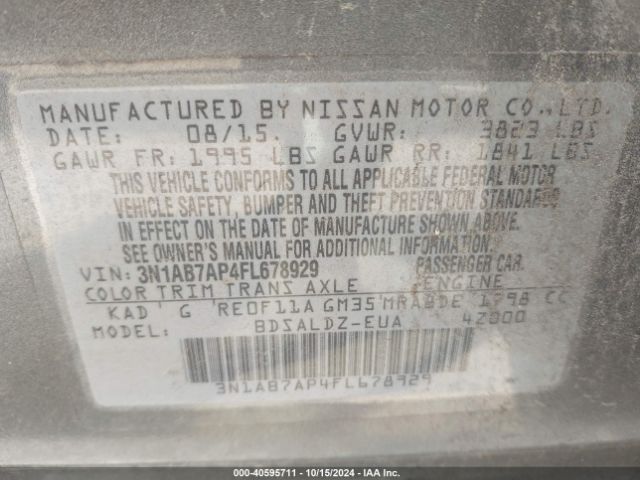 MANUFACTURED BY NISSAN MOTOR CO.,LTD.
DATE: 08/15. GVWR: 3823 LBS
GAWR FR: 1995 LBS GAWR RR: 1841 LBS
THIS VEHICLE CONFORMS TO ALL APPLICABLE FEDERAL MOTOR
VEHICLE SAFETY, BUMPER AND THEFT PREVENTION STANDARDS
IN EFFECT ON THE DATE OF MANUFACTURE SHOWN ABOVE.
SEE OWNER'S MANUAL FOR ADDITIONAL INFORMATION.
VIN: 3N1AB7AP4FL678929 PASSENGER CAR.
COLOR TRIM TRANS AXLE ENGINE
KAD G RE0F11A GM35 MRA8DE 1798 CC
MODEL: BDSALDZ-EUA 42000
3N1AB7AP4FL678929
000-40595711 - 10/15/2024 - IAA Inc.